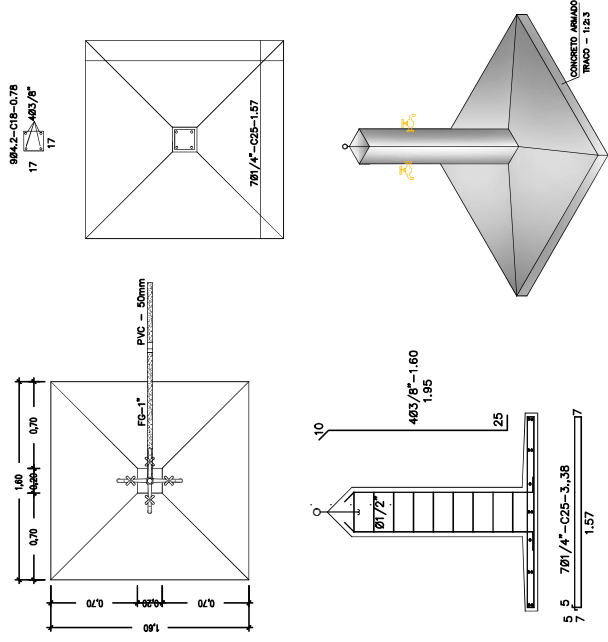 9Ø4.2-C18-0.78
4Ø3/8"
17
17
7Ø1/4"-C25-1.57
CONCRETO ARMADO
TRACO - 1:2:3
1,60
0,70
0,20
0,70
PVC - 50mm
FG-1"
0,70
0,20
0,70
1,60
10
4Ø3/8"-1.60
1.95
25
Ø1/2"
7Ø1/4"-C25-3.,38
1.57
5
5
7
7